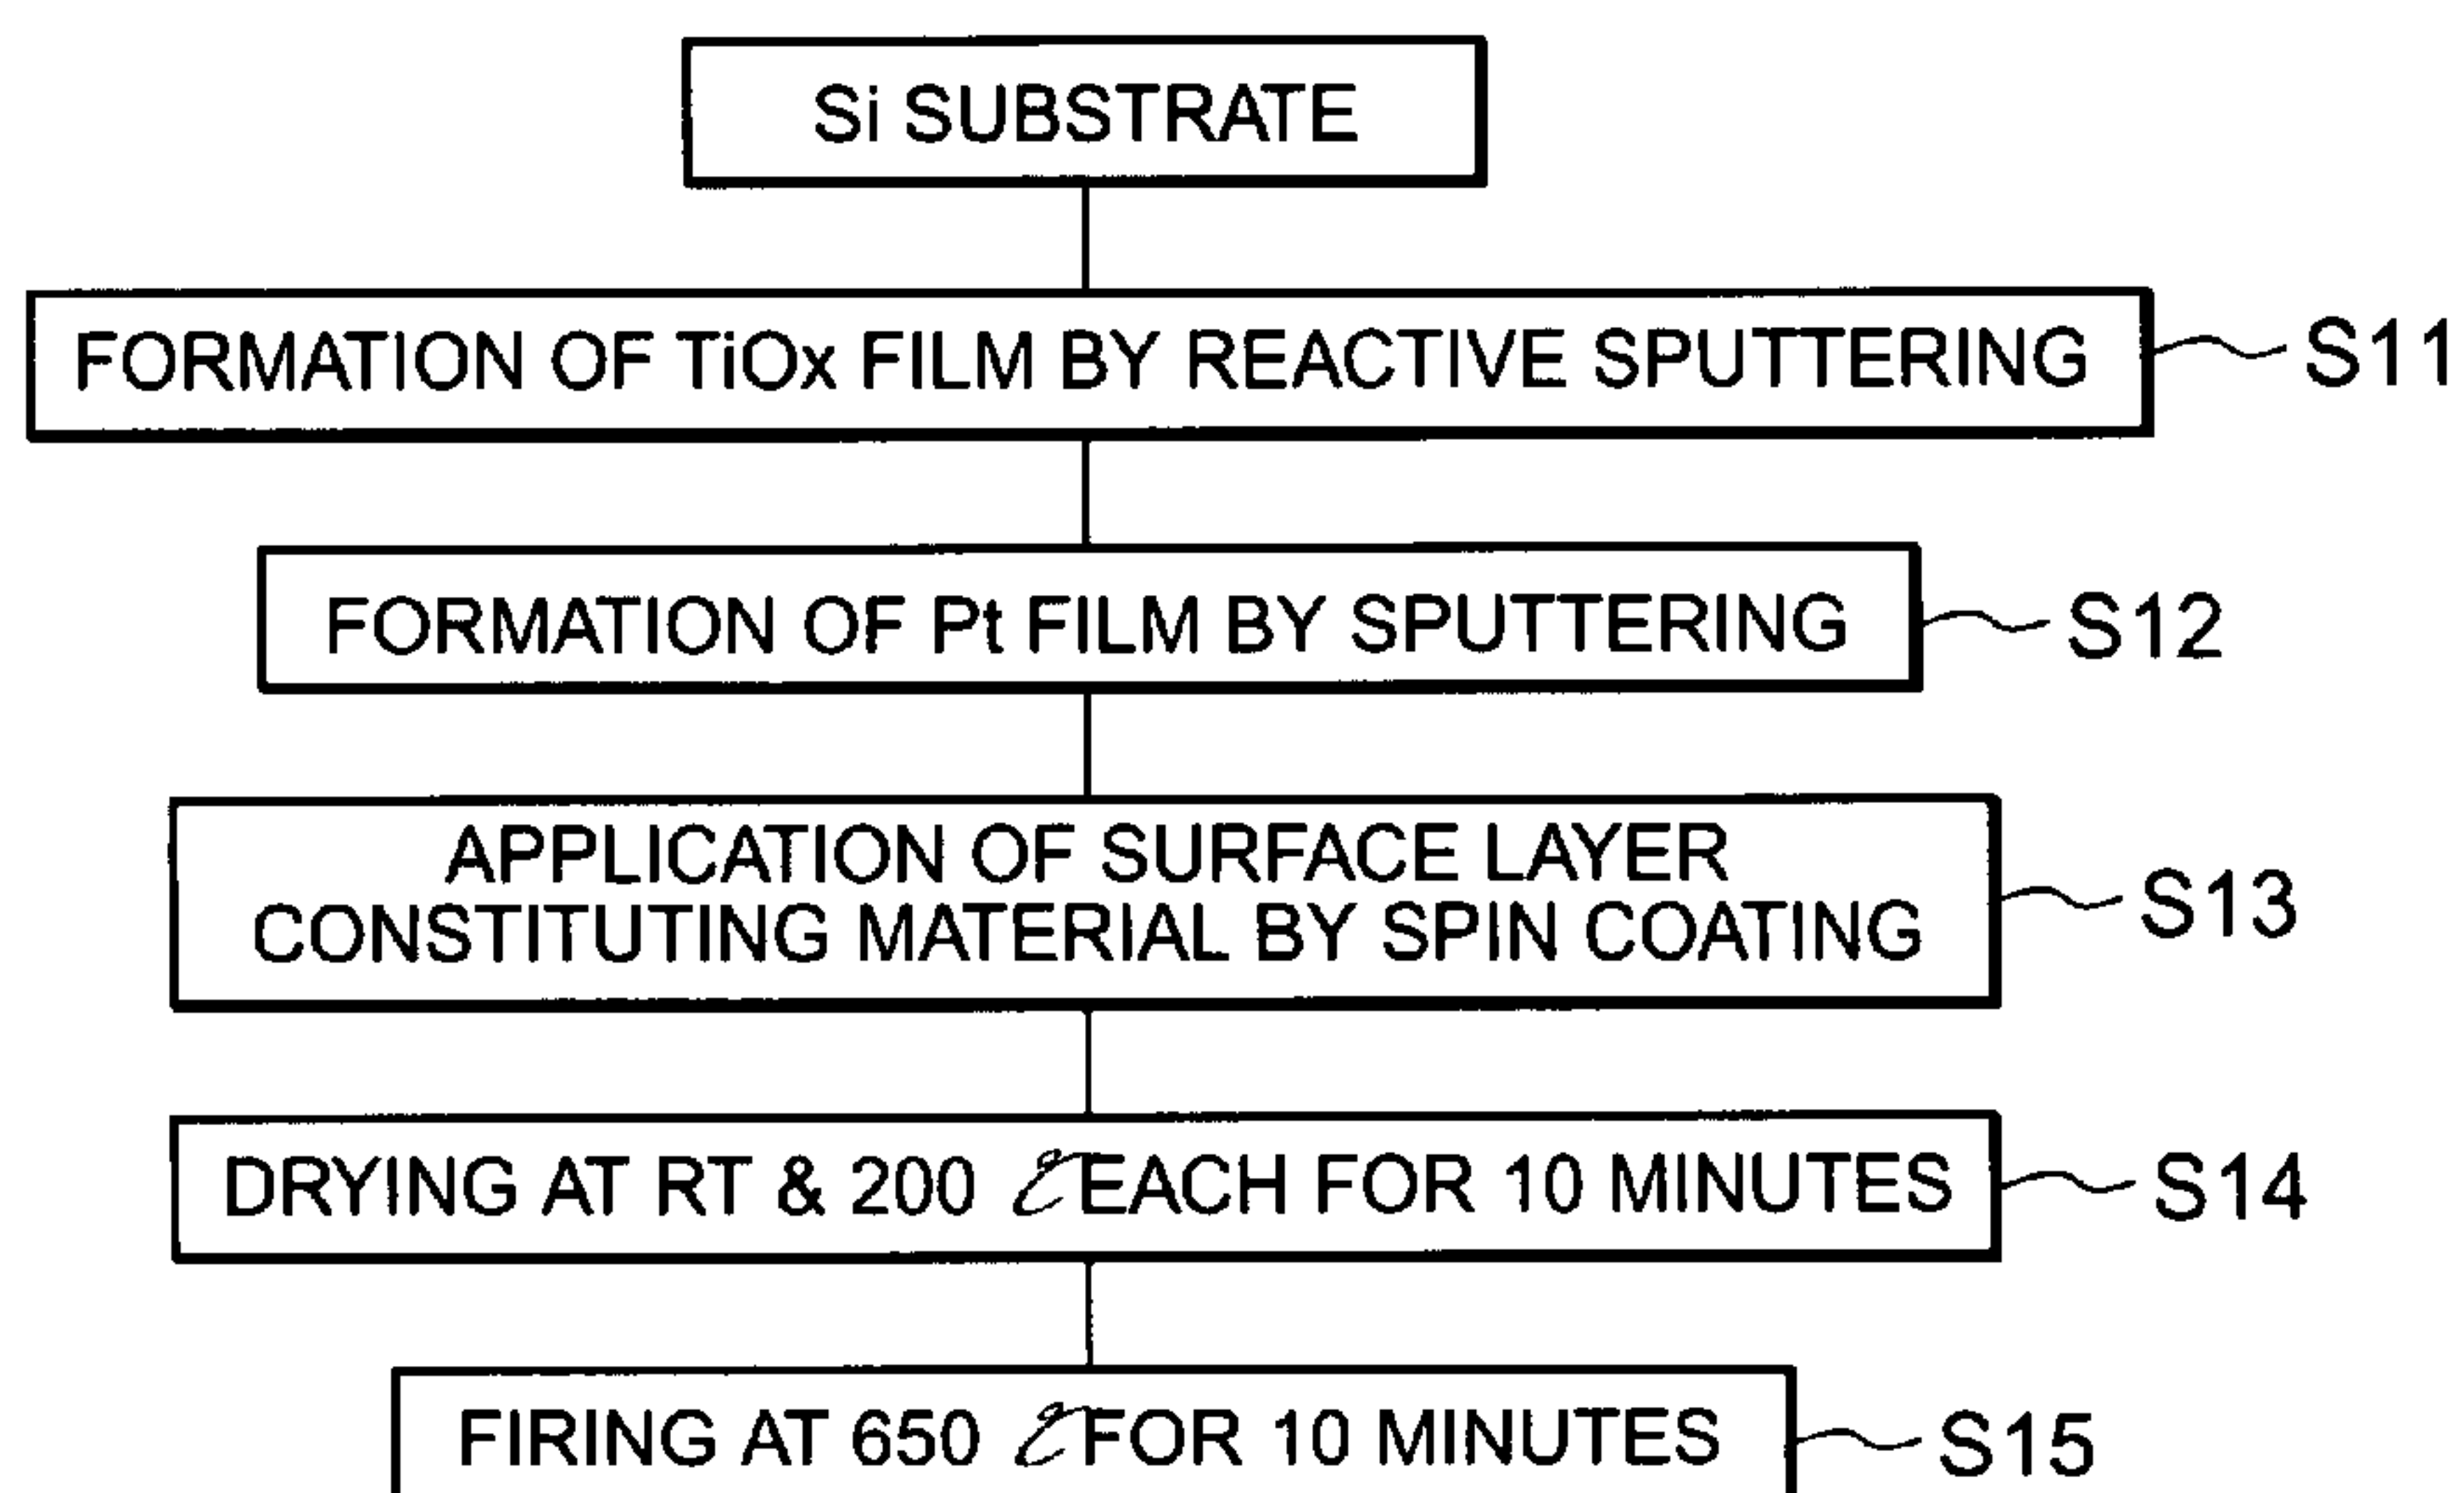 Si SUBSTRATE
FORMATION OF TiOx FILM BY REACTIVE SPUTTERING
S11
FORMATION OF Pt FILM BY SPUTTERING
S12
APPLICATION OF SURFACE LAYER
CONSTITUTING MATERIAL BY SPIN COATING
S13
DRYING AT RT & 200 ℃ EACH FOR 10 MINUTES
S14
FIRING AT 650 ℃ FOR 10 MINUTES
S15